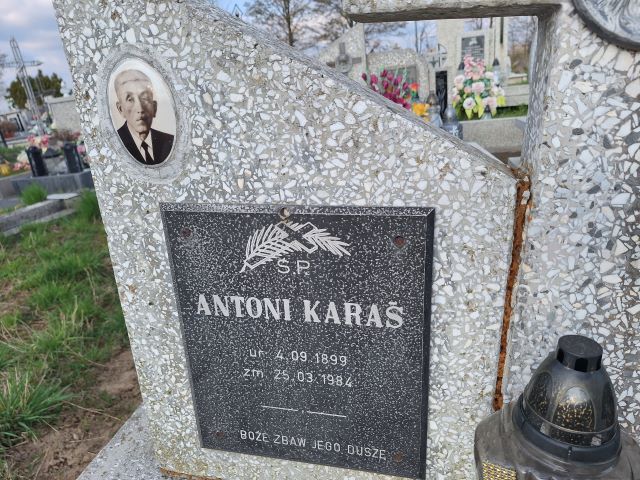 Ś.P.
ANTONI KARAŚ
ur 4.09.1899
zm 25.03.1984
BOŻE ZBAW JEGO DUSZĘ